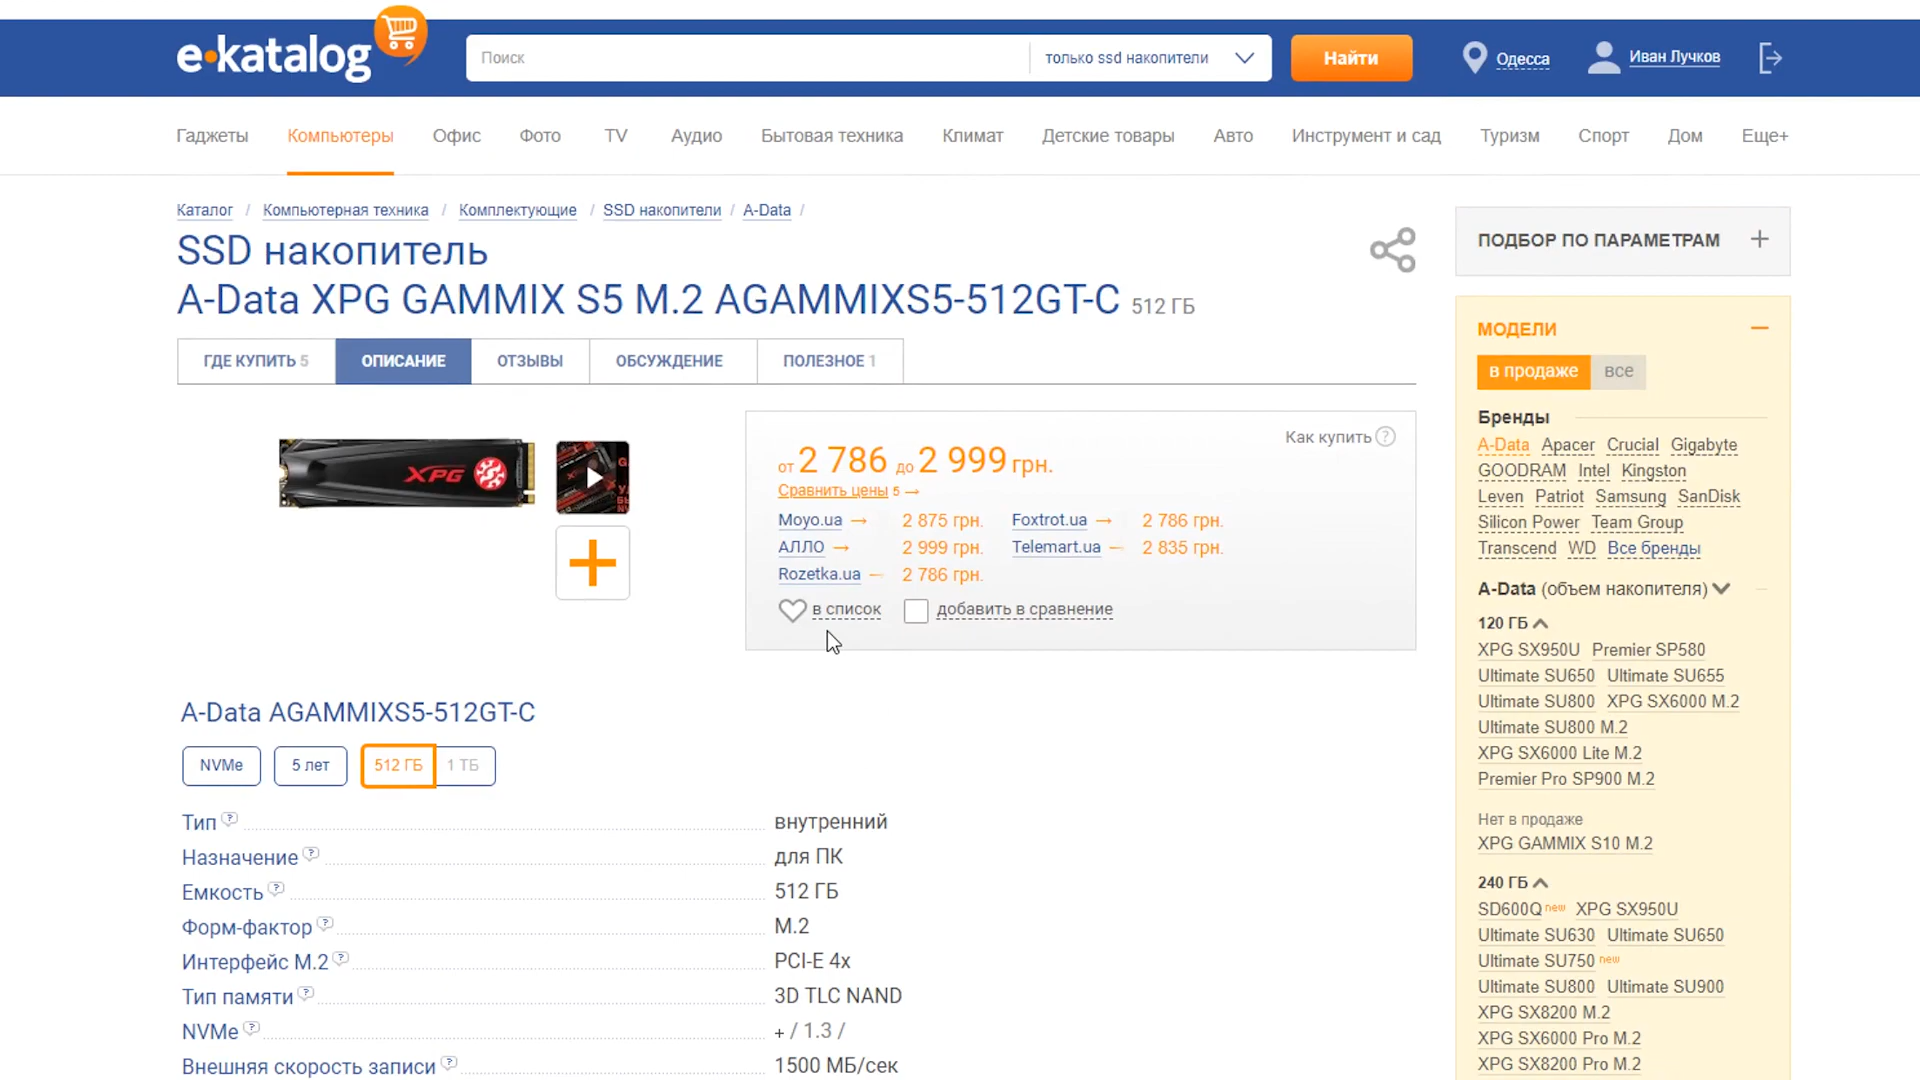 e·katalog
Поиск
только ssd накопители
Найти
Одесса
Иван Лучков
Гаджеты Компьютеры Офис Фото TV Аудио Бытовая техника Климат Детские товары Авто Инструмент и сад Туризм Спорт Дом Еще+
Каталог / Компьютерная техника / Комплектующие / SSD накопители / A-Data /
SSD накопитель
A-Data XPG GAMMIX S5 M.2 AGAMMIXS5-512GT-C 512 ГБ
ГДЕ КУПИТЬ 5 ОПИСАНИЕ ОТЗЫВЫ ОБСУЖДЕНИЕ ПОЛЕЗНОЕ 1
XPG
Как купить ?
от 2 786 до 2 999 грн.
Сравнить цены 5 →
Moyo.ua → 2 875 грн. Foxtrot.ua → 2 786 грн.
АЛЛО → 2 999 грн. Telemart.ua → 2 835 грн.
Rozetka.ua → 2 786 грн.
в список добавить в сравнение
A-Data AGAMMIXS5-512GT-C
NVMe 5 лет 512 ГБ 1 ТБ
Тип ? внутренний
Назначение ? для ПК
Емкость ? 512 ГБ
Форм-фактор ? M.2
Интерфейс M.2 ? PCI-E 4x
Тип памяти ? 3D TLC NAND
NVMe ? + / 1.3 /
Внешняя скорость записи ? 1500 МБ/сек
ПОДБОР ПО ПАРАМЕТРАМ +
МОДЕЛИ −
в продаже все
Бренды
A-Data Apacer Crucial Gigabyte
GOODRAM Intel Kingston
Leven Patriot Samsung SanDisk
Silicon Power Team Group
Transcend WD Все бренды
A-Data (объем накопителя)
120 ГБ
XPG SX950U Premier SP580
Ultimate SU650 Ultimate SU655
Ultimate SU800 XPG SX6000 M.2
Ultimate SU800 M.2
XPG SX6000 Lite M.2
Premier Pro SP900 M.2
Нет в продаже
XPG GAMMIX S10 M.2
240 ГБ
SD600Q new XPG SX950U
Ultimate SU630 Ultimate SU650
Ultimate SU750 new
Ultimate SU800 Ultimate SU900
XPG SX8200 M.2
XPG SX6000 Pro M.2
XPG SX8200 Pro M.2